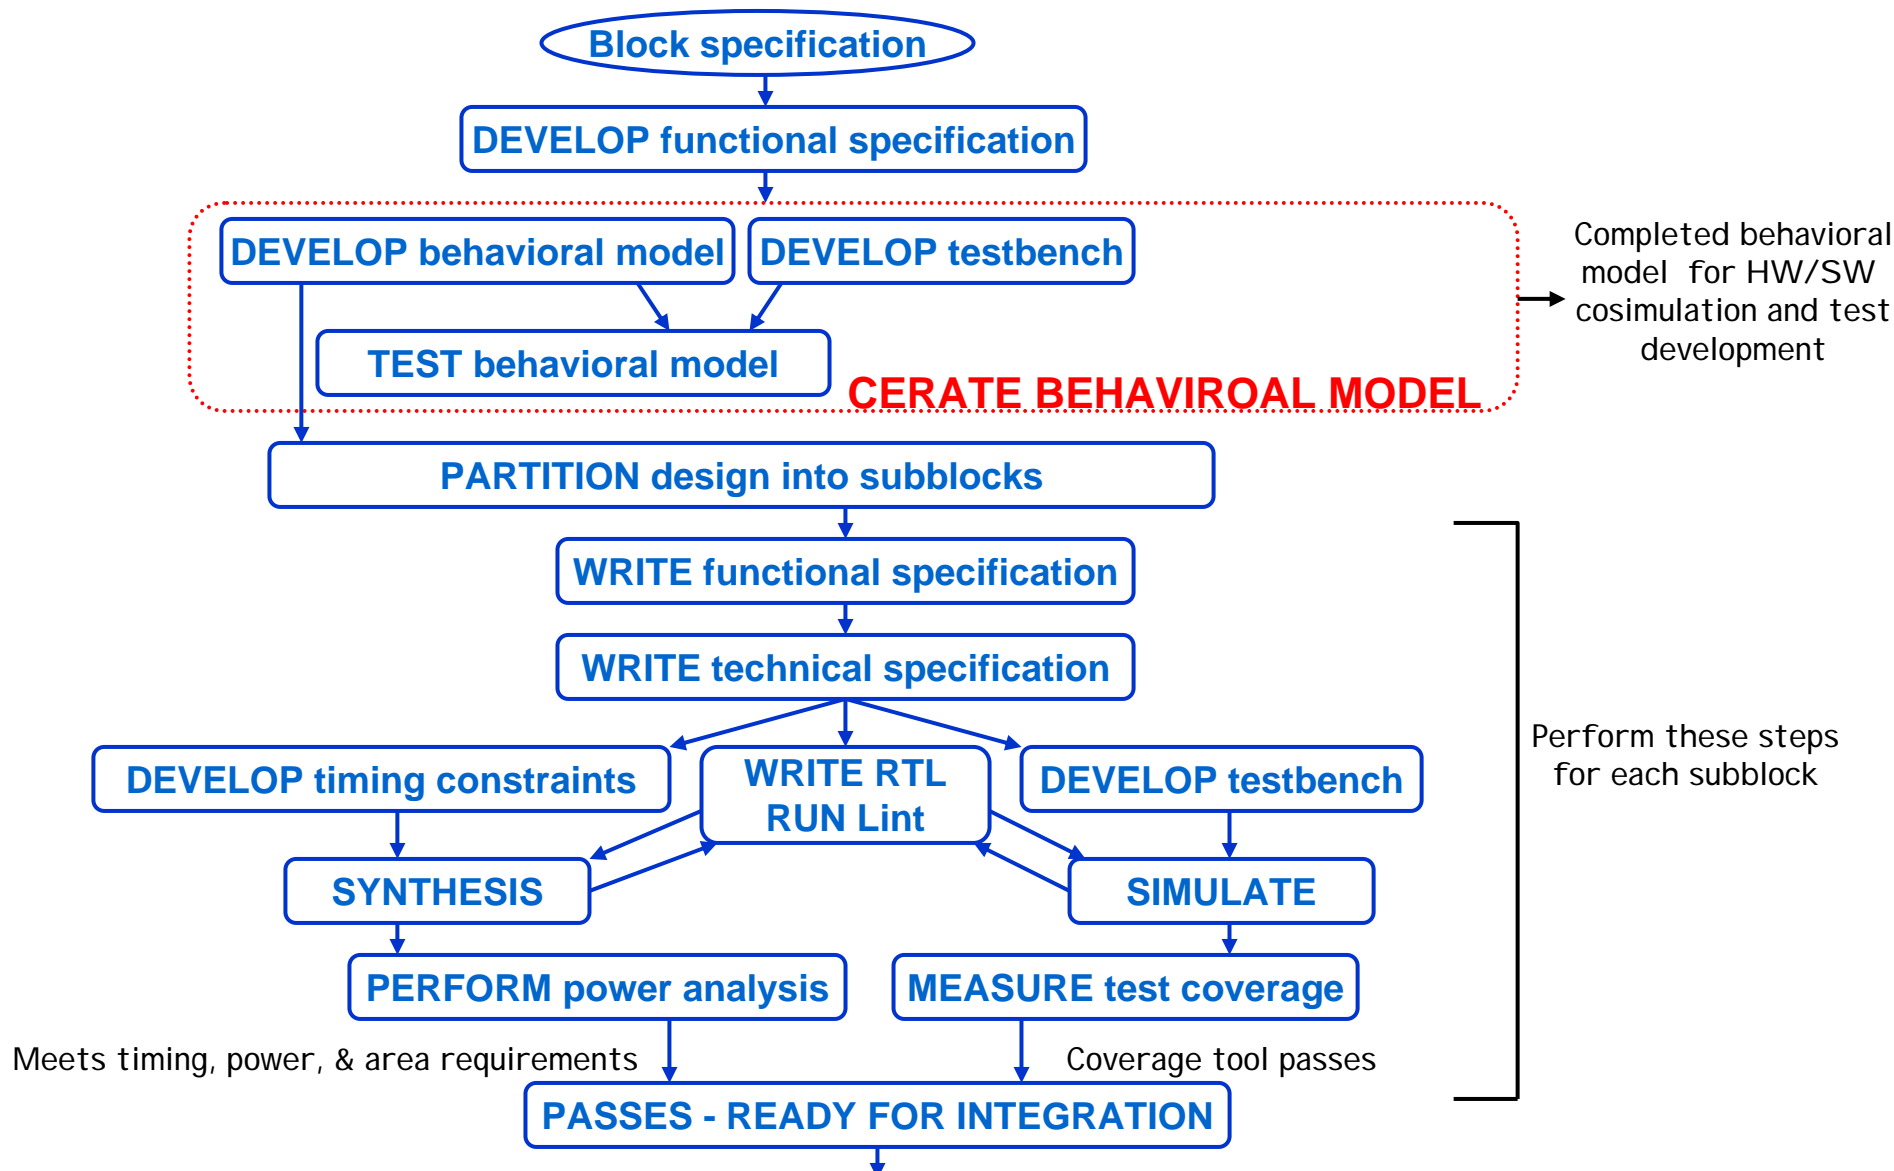 Block specification
DEVELOP functional specification
DEVELOP behavioral model
DEVELOP testbench
TEST behavioral model
CERATE BEHAVIROAL MODEL
Completed behavioral
model for HW/SW
cosimulation and test
development
PARTITION design into subblocks
WRITE functional specification
WRITE technical specification
DEVELOP timing constraints
WRITE RTL
RUN Lint
DEVELOP testbench
Perform these steps
for each subblock
SYNTHESIS
SIMULATE
PERFORM power analysis
MEASURE test coverage
Meets timing, power, & area requirements
Coverage tool passes
PASSES - READY FOR INTEGRATION